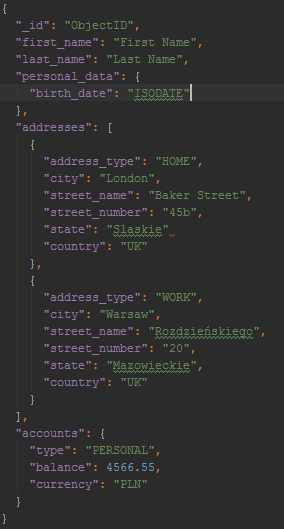 {
"_id": "ObjectID",
"first_name": "First Name",
"last_name": "Last Name",
"personal_data": {
"birth_date": "ISODATE"
},
"addresses": [
{
"address_type": "HOME",
"city": "London",
"street_name": "Baker Street",
"street_number": "45b",
"state": "Slaskie"
"country": "UK"
},
{
"address_type": "WORK",
"city": "Warsaw",
"street_name": "Rozdzieńskiego",
"street_number": "20",
"state": "Mazowieckie",
"country": "UK"
}
],
"accounts": {
"type": "PERSONAL",
"balance": 4566.55,
"currency": "PLN"
}
}